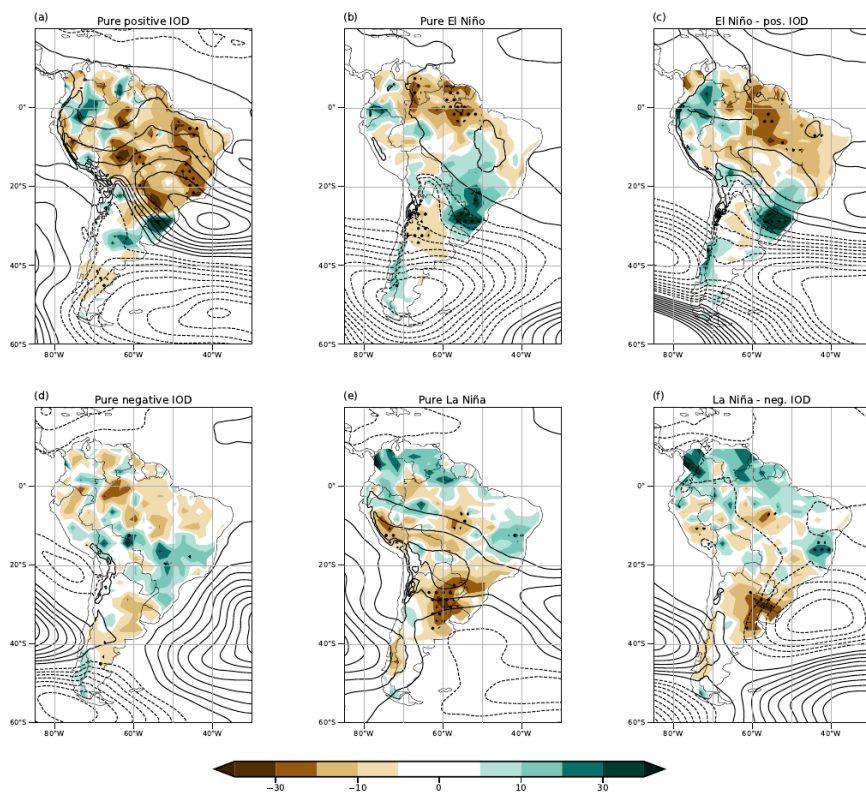 (a) Pure positive IOD
(b) Pure El Niño
(c) El Niño - pos. IOD
0°
20°S
40°S
60°S
80°W 60°W 40°W
0°
20°S
40°S
60°S
80°W 60°W 40°W
0°
20°S
40°S
60°S
80°W 60°W 40°W
(d) Pure negative IOD
(e) Pure La Niña
(f) La Niña - neg. IOD
0°
20°S
40°S
60°S
80°W 60°W 40°W
0°
20°S
40°S
60°S
80°W 60°W 40°W
0°
20°S
40°S
60°S
80°W 60°W 40°W
−30 −10 0 10 30